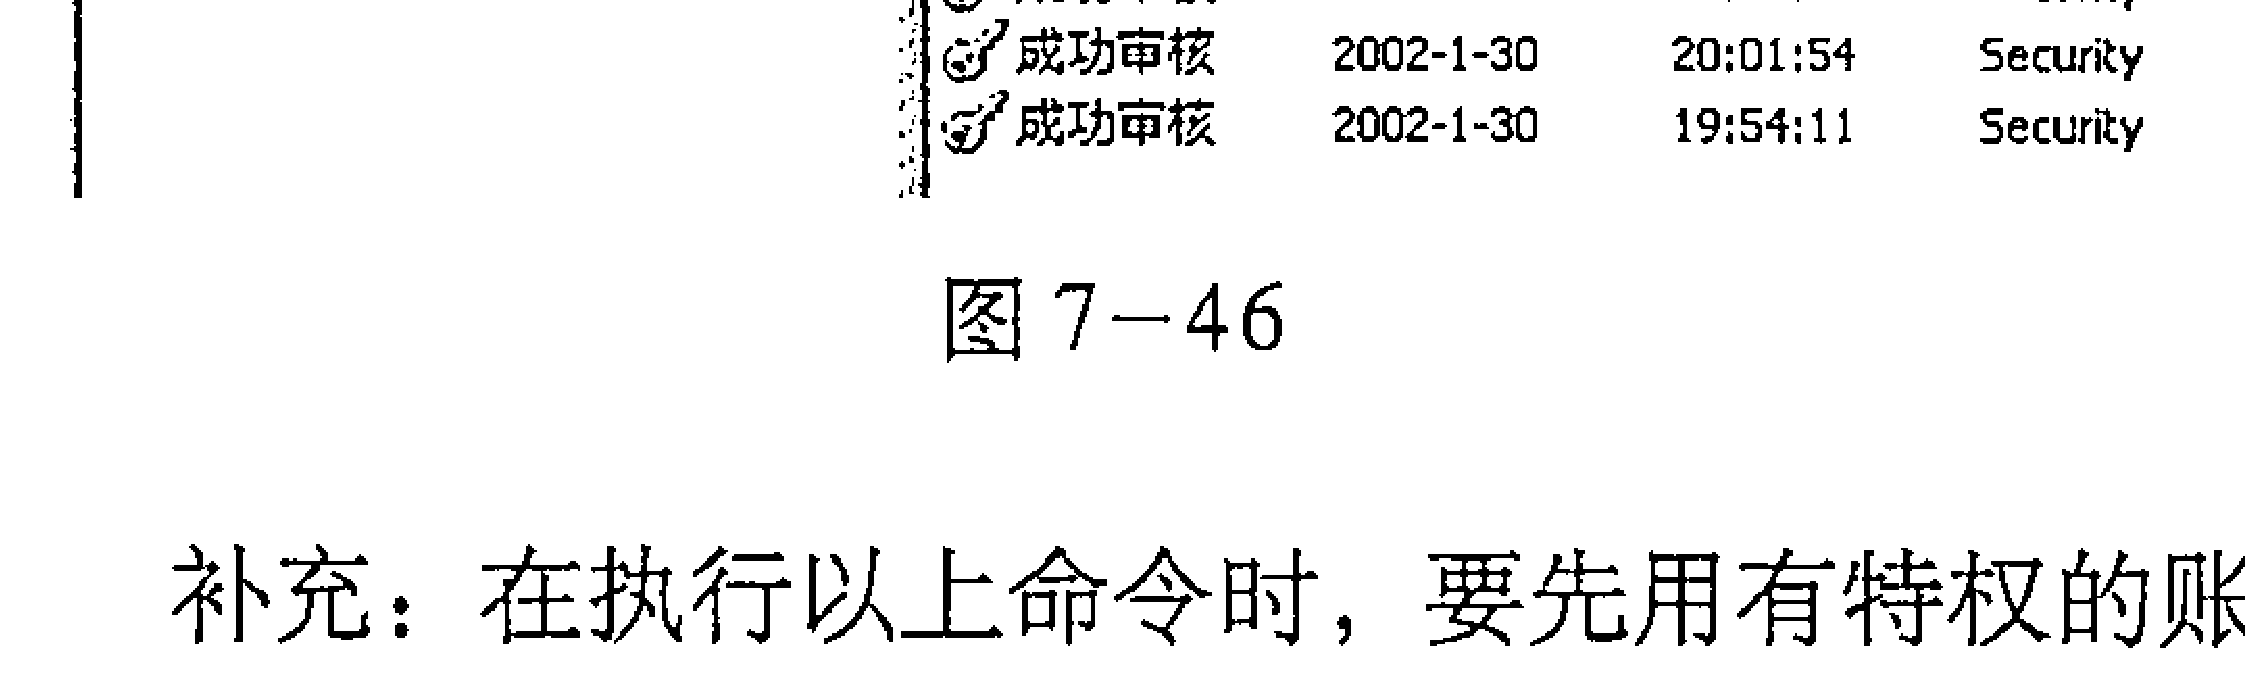 成功审核 2002-1-30 20:01:54 Security
成功审核 2002-1-30 19:54:11 Security
图 7-46
补充：在执行以上命令时，要先用有特权的账